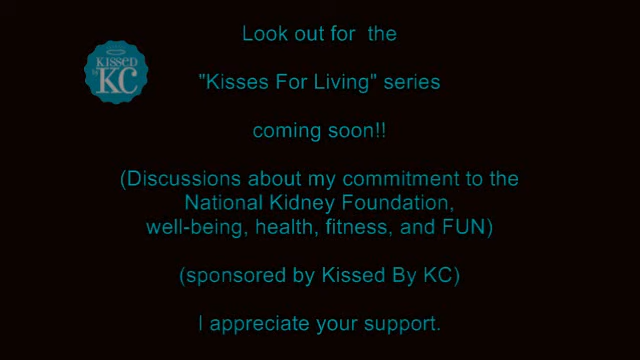 KISSED
by KC
Look out for the
"Kisses For Living" series
coming soon!!
(Discussions about my commitment to the
National Kidney Foundation,
well-being, health, fitness, and FUN)
(sponsored by Kissed By KC)
I appreciate your support.